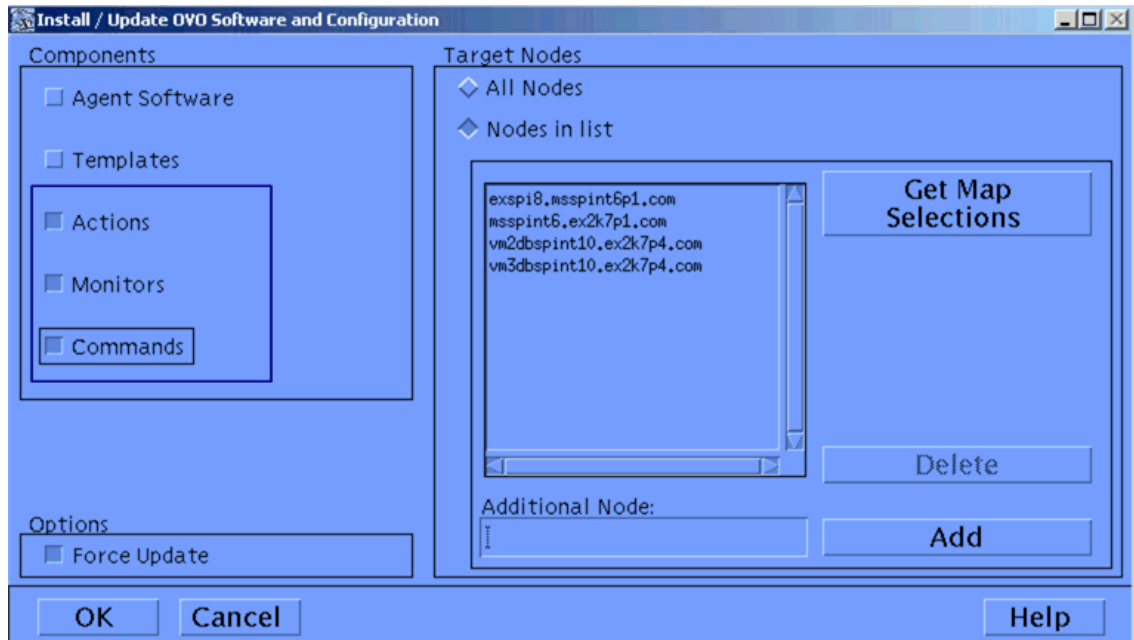 Install / Update OVO Software and Configuration
Components
Agent Software
Templates
Actions
Monitors
Commands
Options
Force Update
Target Nodes
All Nodes
Nodes in list
exspi8.msspint6p1.com
msspint6.ex2k7p1.com
vm2dbspint10.ex2k7p4.com
vm3dbspint10.ex2k7p4.com
Get Map
Selections
Delete
Additional Node:
Add
OK
Cancel
Help